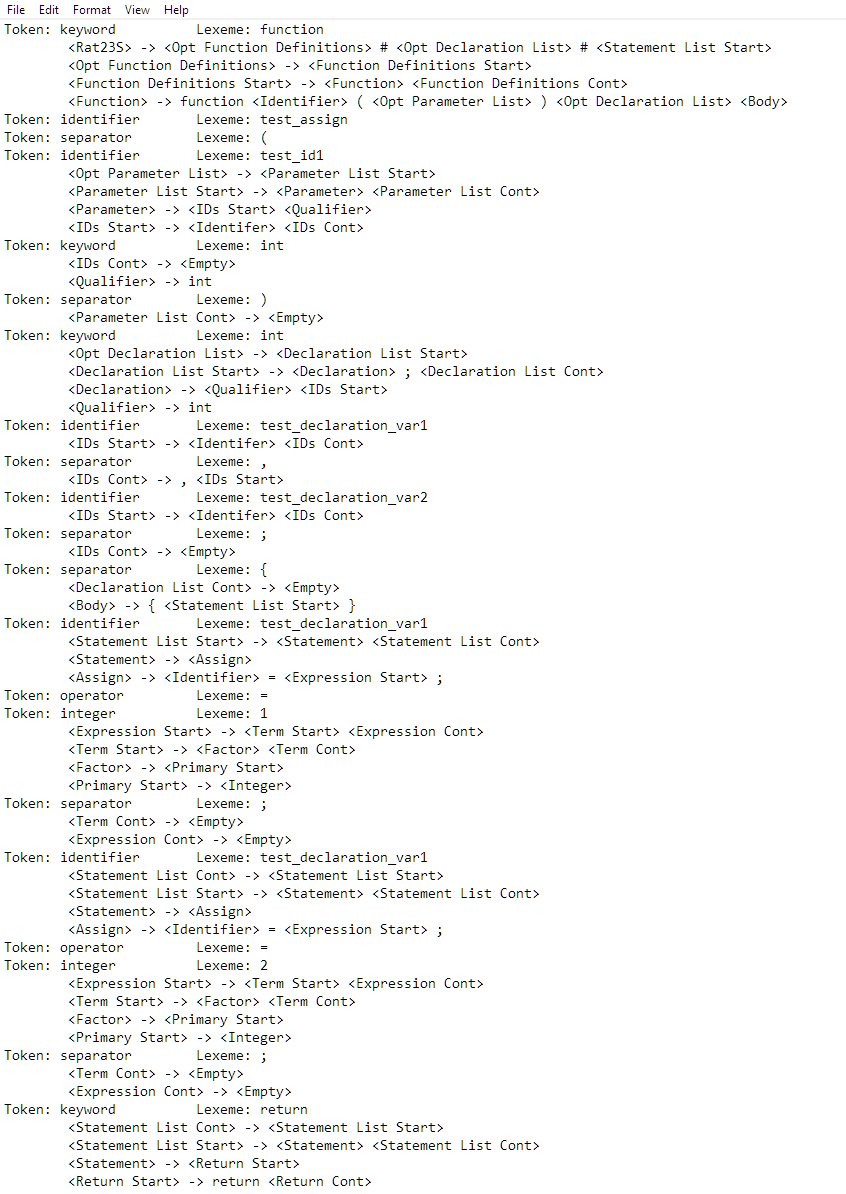 File Edit Format View Help
Token: keyword Lexeme: function
<Rat23S> -> <Opt Function Definitions> # <Opt Declaration List> # <Statement List Start>
<Opt Function Definitions> -> <Function Definitions Start>
<Function Definitions Start> -> <Function> <Function Definitions Cont>
<Function> -> function <Identifier> ( <Opt Parameter List> ) <Opt Declaration List> <Body>
Token: identifier Lexeme: test_assign
Token: separator Lexeme: (
Token: identifier Lexeme: test_id1
<Opt Parameter List> -> <Parameter List Start>
<Parameter List Start> -> <Parameter> <Parameter List Cont>
<Parameter> -> <IDs Start> <Qualifier>
<IDs Start> -> <Identifer> <IDs Cont>
Token: keyword Lexeme: int
<IDs Cont> -> <Empty>
<Qualifier> -> int
Token: separator Lexeme: )
<Parameter List Cont> -> <Empty>
Token: keyword Lexeme: int
<Opt Declaration List> -> <Declaration List Start>
<Declaration List Start> -> <Declaration> ; <Declaration List Cont>
<Declaration> -> <Qualifier> <IDs Start>
<Qualifier> -> int
Token: identifier Lexeme: test_declaration_var1
<IDs Start> -> <Identifer> <IDs Cont>
Token: separator Lexeme: ,
<IDs Cont> -> , <IDs Start>
Token: identifier Lexeme: test_declaration_var2
<IDs Start> -> <Identifer> <IDs Cont>
Token: separator Lexeme: ;
<IDs Cont> -> <Empty>
Token: separator Lexeme: {
<Declaration List Cont> -> <Empty>
<Body> -> { <Statement List Start> }
Token: identifier Lexeme: test_declaration_var1
<Statement List Start> -> <Statement> <Statement List Cont>
<Statement> -> <Assign>
<Assign> -> <Identifier> = <Expression Start> ;
Token: operator Lexeme: =
Token: integer Lexeme: 1
<Expression Start> -> <Term Start> <Expression Cont>
<Term Start> -> <Factor> <Term Cont>
<Factor> -> <Primary Start>
<Primary Start> -> <Integer>
Token: separator Lexeme: ;
<Term Cont> -> <Empty>
<Expression Cont> -> <Empty>
Token: identifier Lexeme: test_declaration_var1
<Statement List Cont> -> <Statement List Start>
<Statement List Start> -> <Statement> <Statement List Cont>
<Statement> -> <Assign>
<Assign> -> <Identifier> = <Expression Start> ;
Token: operator Lexeme: =
Token: integer Lexeme: 2
<Expression Start> -> <Term Start> <Expression Cont>
<Term Start> -> <Factor> <Term Cont>
<Factor> -> <Primary Start>
<Primary Start> -> <Integer>
Token: separator Lexeme: ;
<Term Cont> -> <Empty>
<Expression Cont> -> <Empty>
Token: keyword Lexeme: return
<Statement List Cont> -> <Statement List Start>
<Statement List Start> -> <Statement> <Statement List Cont>
<Statement> -> <Return Start>
<Return Start> -> return <Return Cont>